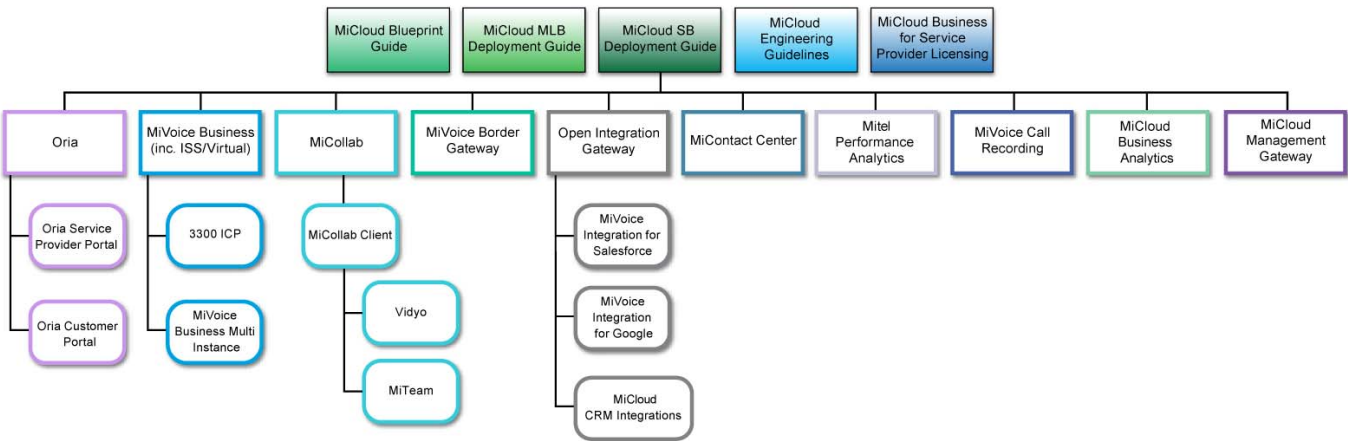 MiCloud Blueprint
Guide
MiCloud MLB
Deployment Guide
MiCloud SB
Deployment Guide
MiCloud
Engineering
Guidelines
MiCloud Business
for Service
Provider Licensing
Oria
MiVoice Business
(inc. ISS/Virtual)
MiCollab
MiVoice Border
Gateway
Open Integration
Gateway
MiContact Center
Mitel
Performance
Analytics
MiVoice Call
Recording
MiCloud
Business
Analytics
MiCloud
Management
Gateway
Oria Service
Provider Portal
3300 ICP
MiCollab Client
MiVoice
Integration for
Salesforce
Oria Customer
Portal
MiVoice
Business Multi
Instance
Vidyo
MiVoice
Integration
for Google
MiTeam
MiCloud
CRM Integrations